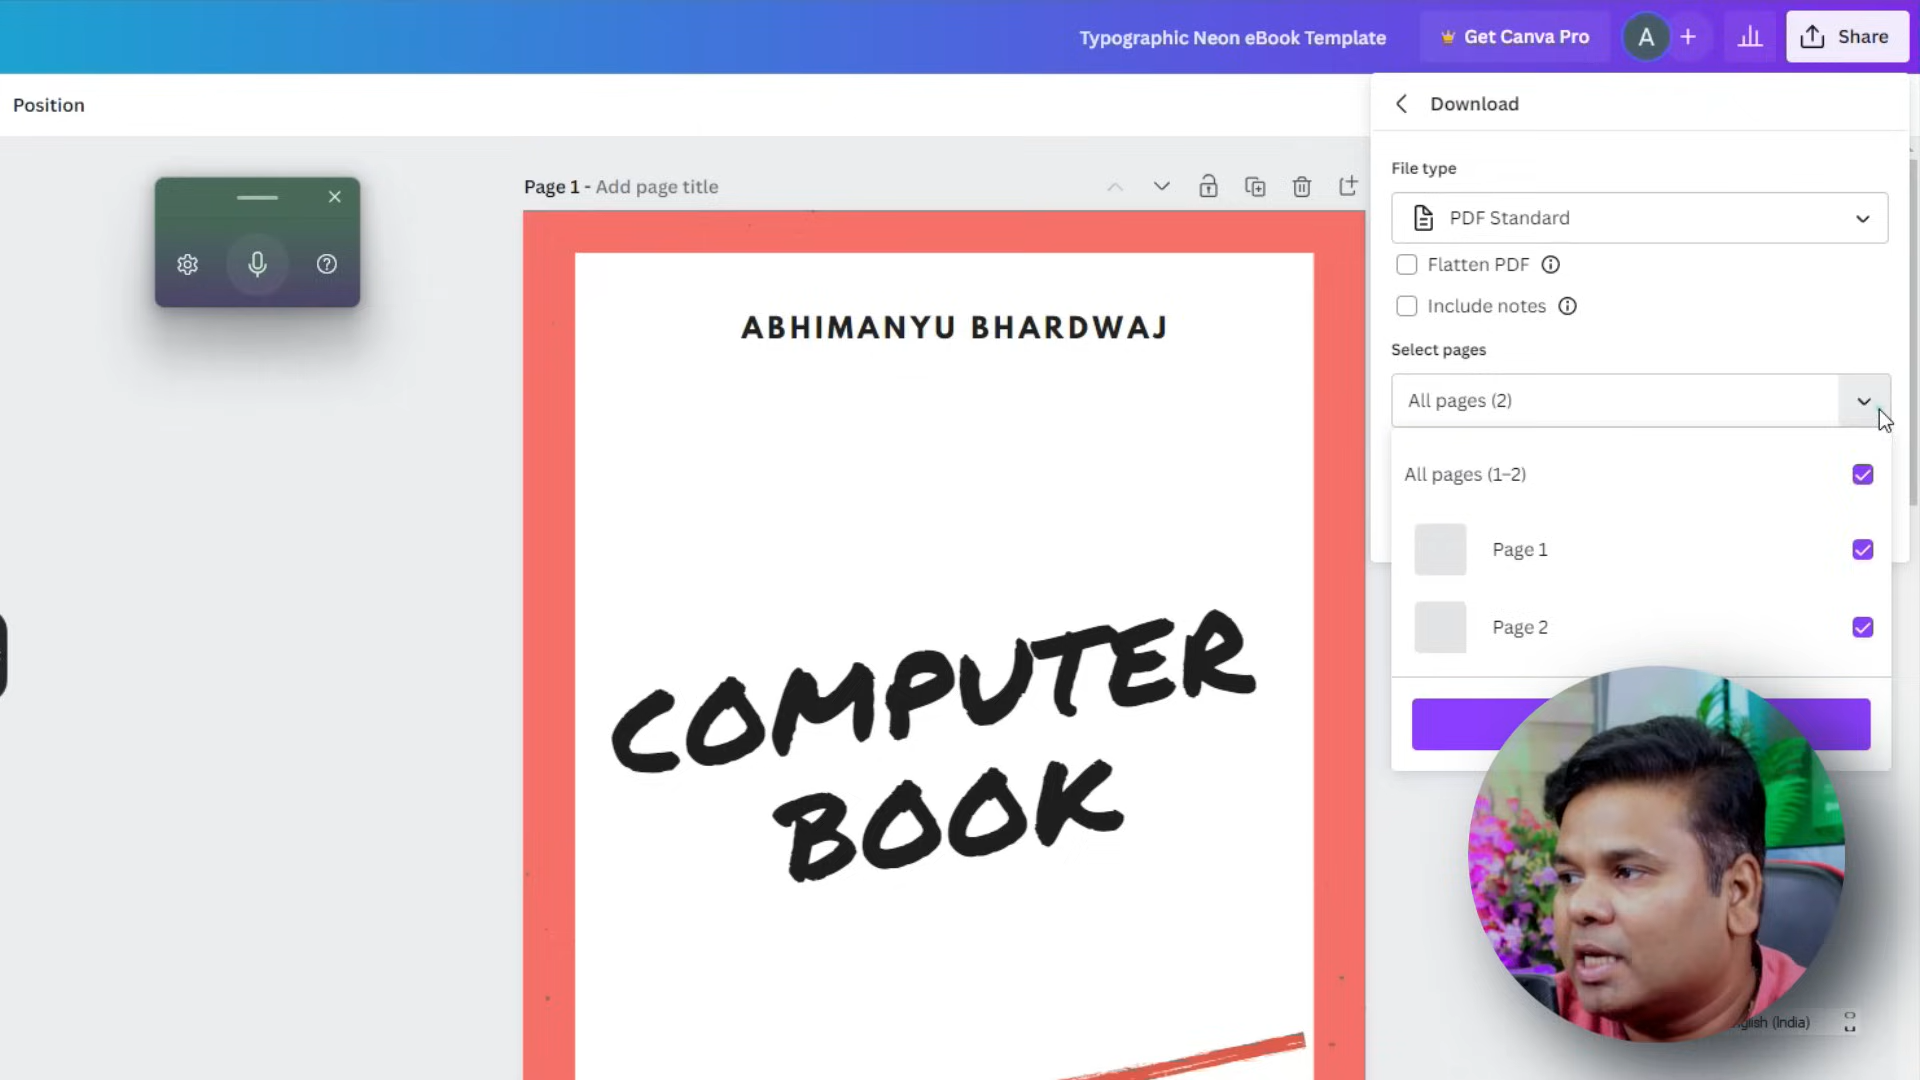 Typographic Neon eBook Template
Get Canva Pro
A
Share
Position
Download
Page 1 - Add page title
File type
PDF Standard
Flatten PDF
Include notes
Select pages
All pages (2)
All pages (1–2)
Page 1
Page 2
ABHIMANYU BHARDWAJ
COMPUTER
BOOK
(India)